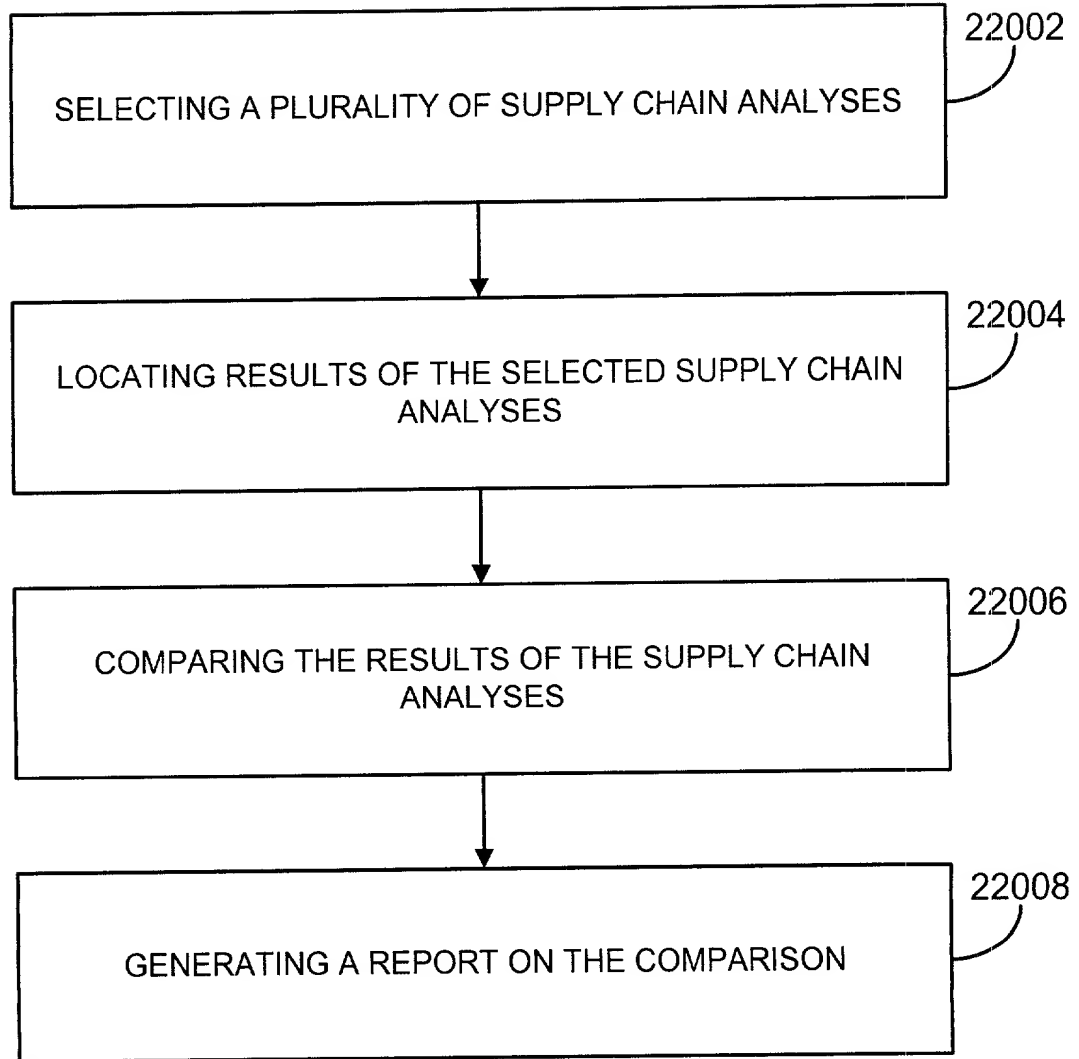 22002
SELECTING A PLURALITY OF SUPPLY CHAIN ANALYSES
22004
LOCATING RESULTS OF THE SELECTED SUPPLY CHAIN
ANALYSES
22006
COMPARING THE RESULTS OF THE SUPPLY CHAIN
ANALYSES
22008
GENERATING A REPORT ON THE COMPARISON